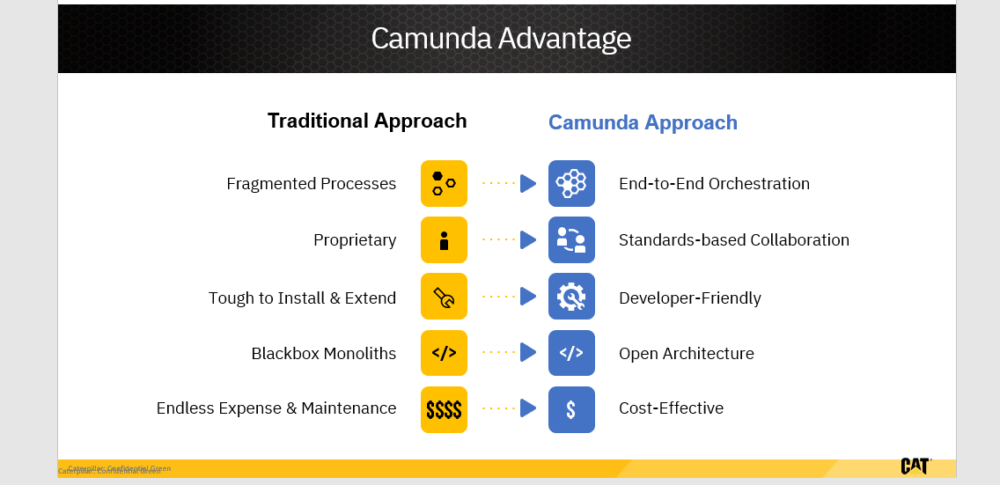 Camunda Advantage
Traditional Approach
Camunda Approach
Fragmented Processes
End-to-End Orchestration
Proprietary
Standards-based Collaboration
Tough to Install & Extend
Developer-Friendly
Blackbox Monoliths
</>
</>
Open Architecture
Endless Expense & Maintenance
$$$$
$
Cost-Effective
Caterpillar: Confidential Green
Caterpillar: Confidential Green
CAT